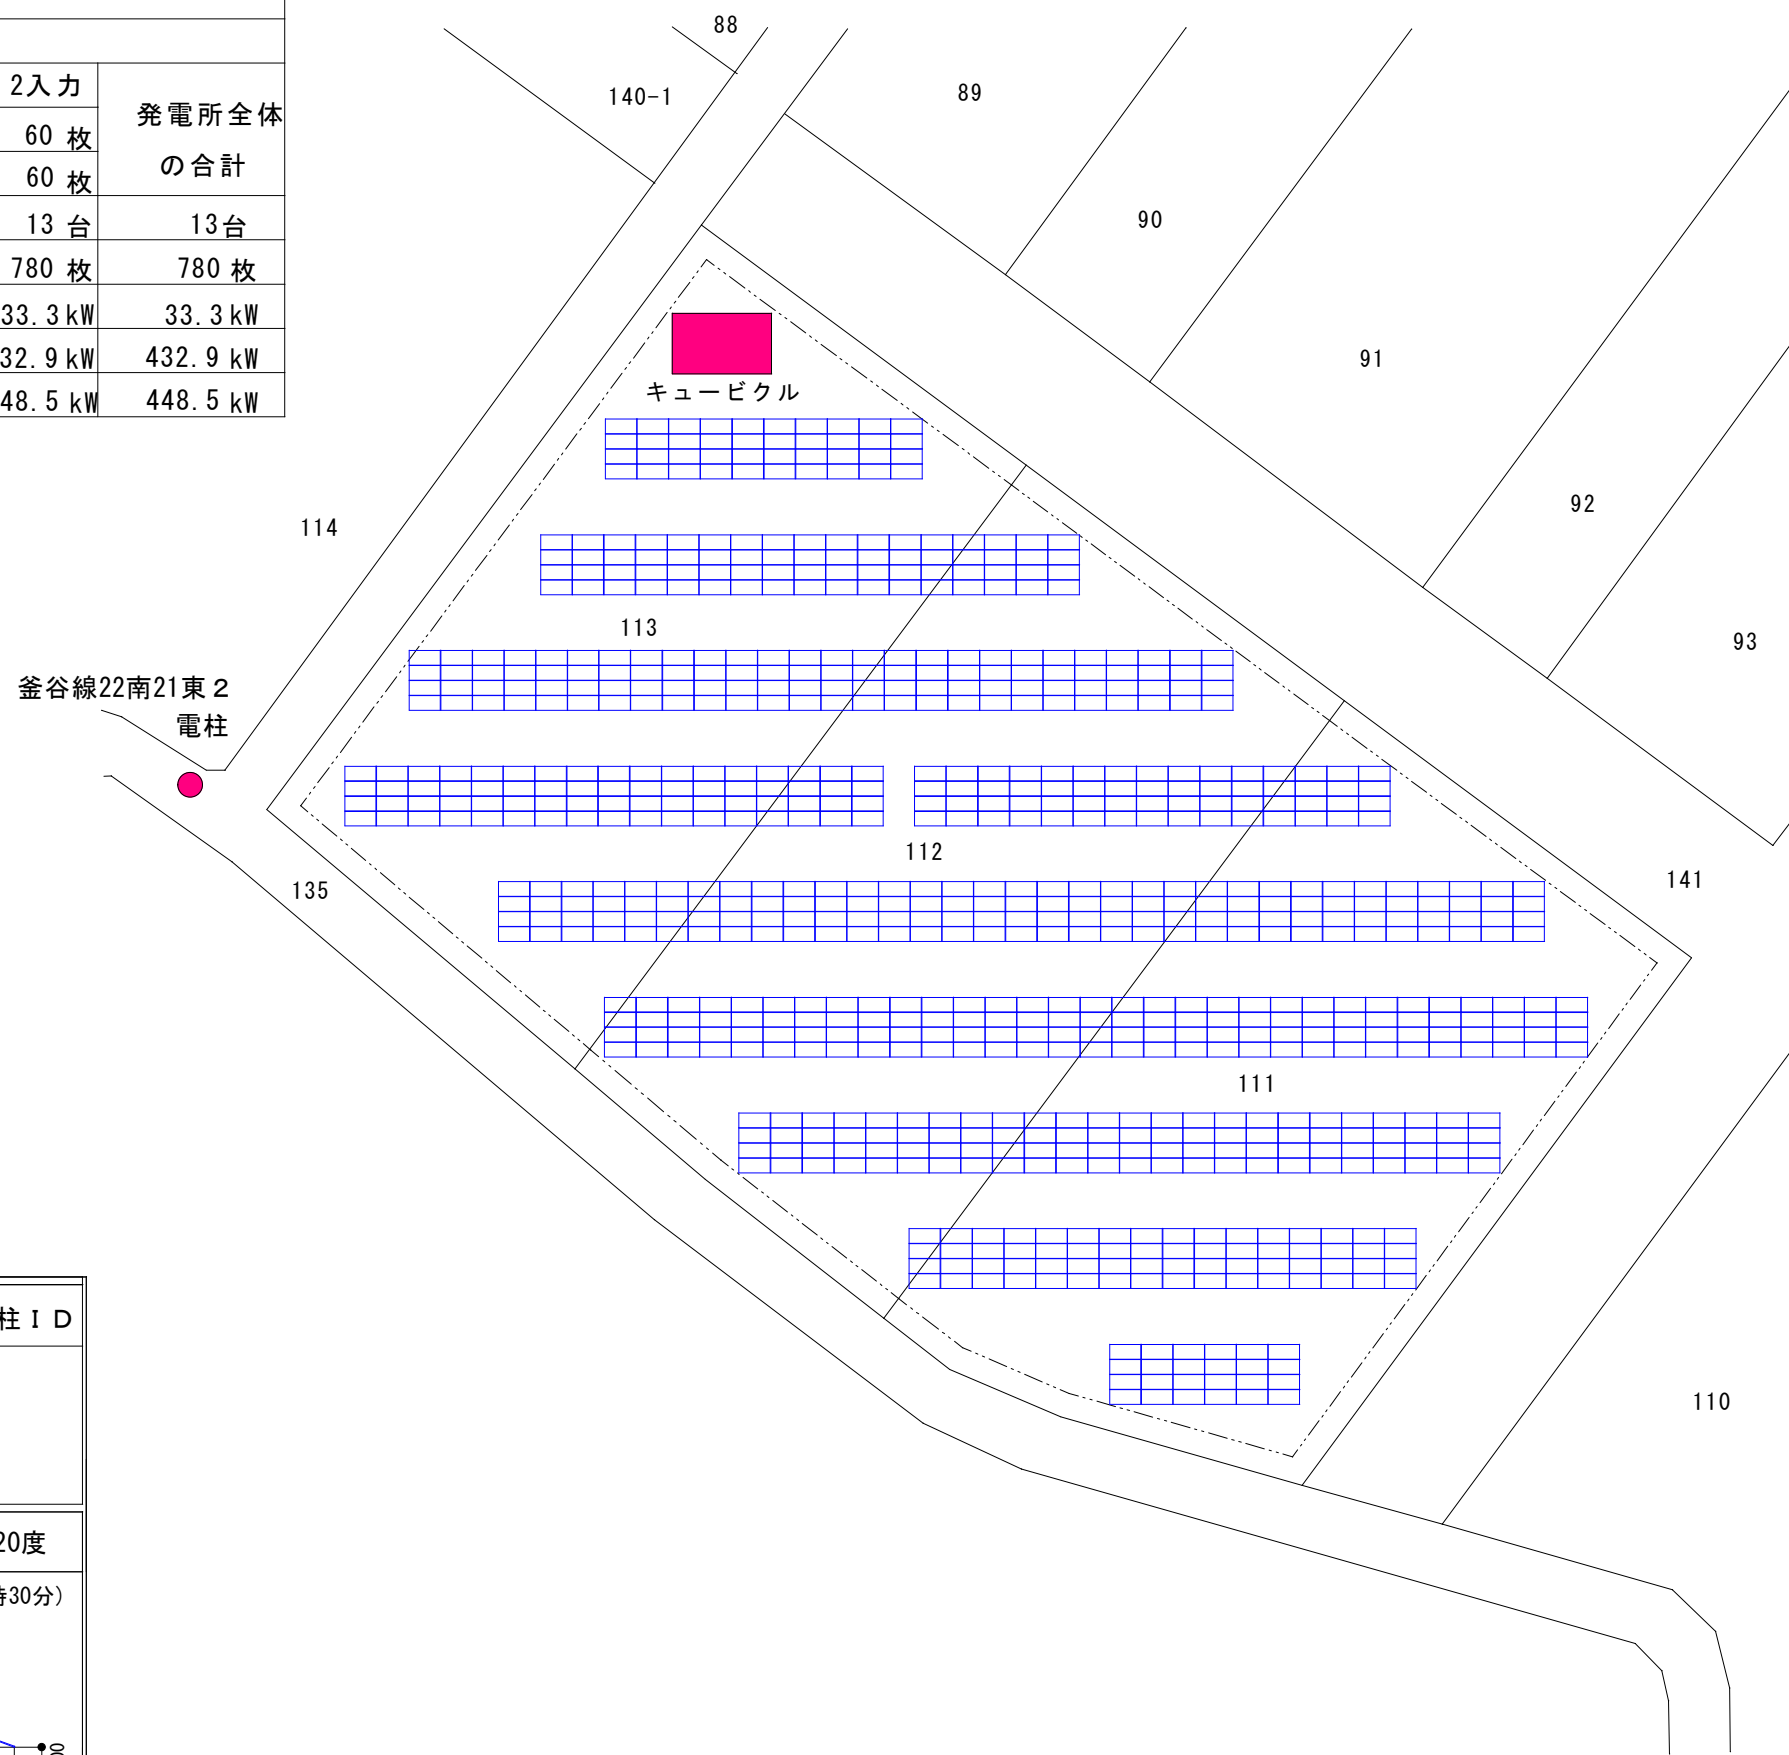 2入力
発電所全体
の合計
60 枚
60 枚
13 台 13台
780 枚 780 枚
33.3kW 33.3kW
32.9kW 432.9kW
48.5kW 448.5kW
88
140-1
89
90
91
92
93
キュービクル
114
113
釜谷線22南21東２
電柱
112
135
141
111
110
柱ＩＤ
20度
時30分)